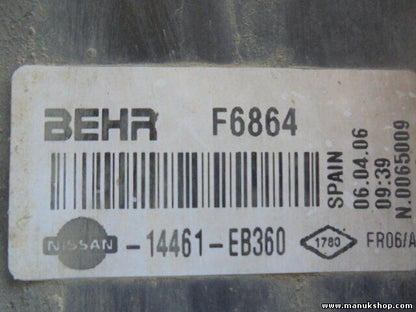 BEHR F6864
NISSAN -14461-EB360 1780 FR06/A
SPAIN
06.04.06
09:39
N.0065009
www.manukshop.com